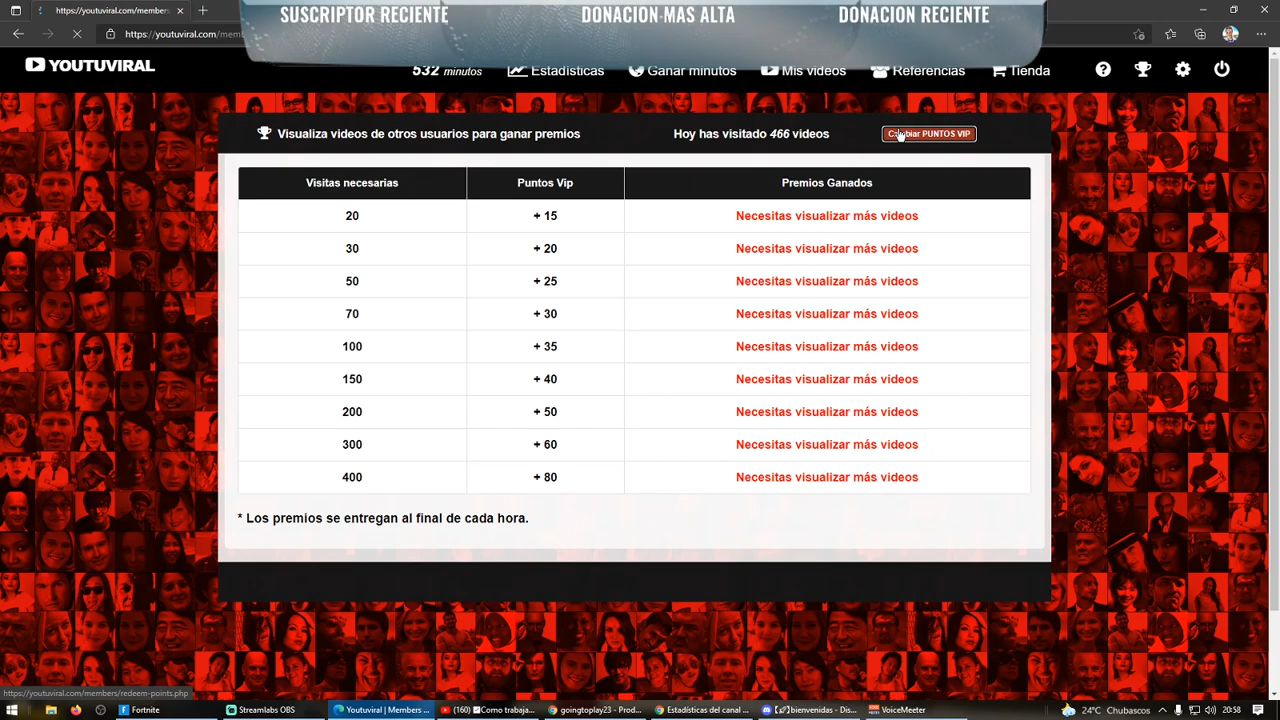 https://youtuviral.com/members
https://youtuviral.com/mem
SUSCRIPTOR RECIENTE
DONACION MAS ALTA
DONACION RECIENTE
YOUTUVIRAL
532 minutos
Estadísticas
Ganar minutos
Mis videos
Referencias
Tienda
Visualiza videos de otros usuarios para ganar premios
Hoy has visitado 466 videos
Cambiar PUNTOS VIP
Visitas necesarias Puntos Vip Premios Ganados
20 + 15 Necesitas visualizar más videos
30 + 20 Necesitas visualizar más videos
50 + 25 Necesitas visualizar más videos
70 + 30 Necesitas visualizar más videos
100 + 35 Necesitas visualizar más videos
150 + 40 Necesitas visualizar más videos
200 + 50 Necesitas visualizar más videos
300 + 60 Necesitas visualizar más videos
400 + 80 Necesitas visualizar más videos
* Los premios se entregan al final de cada hora.
https://youtuviral.com/members/redeem-points.php
Fortnite
Streamlabs OBS
Youtuviral | Members ...
(160) Como trabaja...
goingtoplay23 - Prod...
Estadísticas del canal ...
bienvenidas - Dis...
VoiceMeeter
24°C Chubascos
20:58